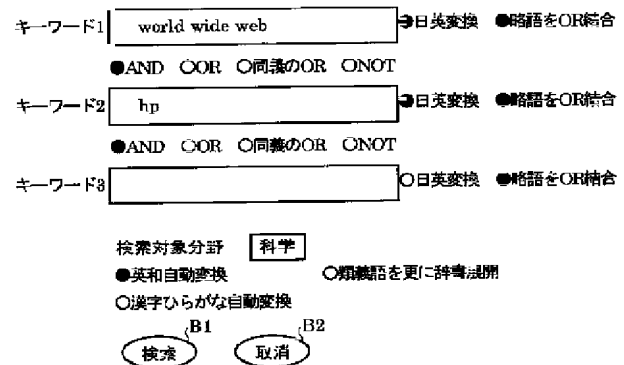 キーワード1 world wide web ●日英変換 ●略語をOR結合
●AND ○OR ○同義のOR ○NOT
キーワード2 hp ●日英変換 ●略語をOR結合
●AND ○OR ○同義のOR ○NOT
キーワード3 ○日英変換 ●略語をOR結合
検索対象分野 科学
●英和自動変換 ○類義語を更に辞書展開
○漢字ひらがな自動変換
B1 B2
検索 取消